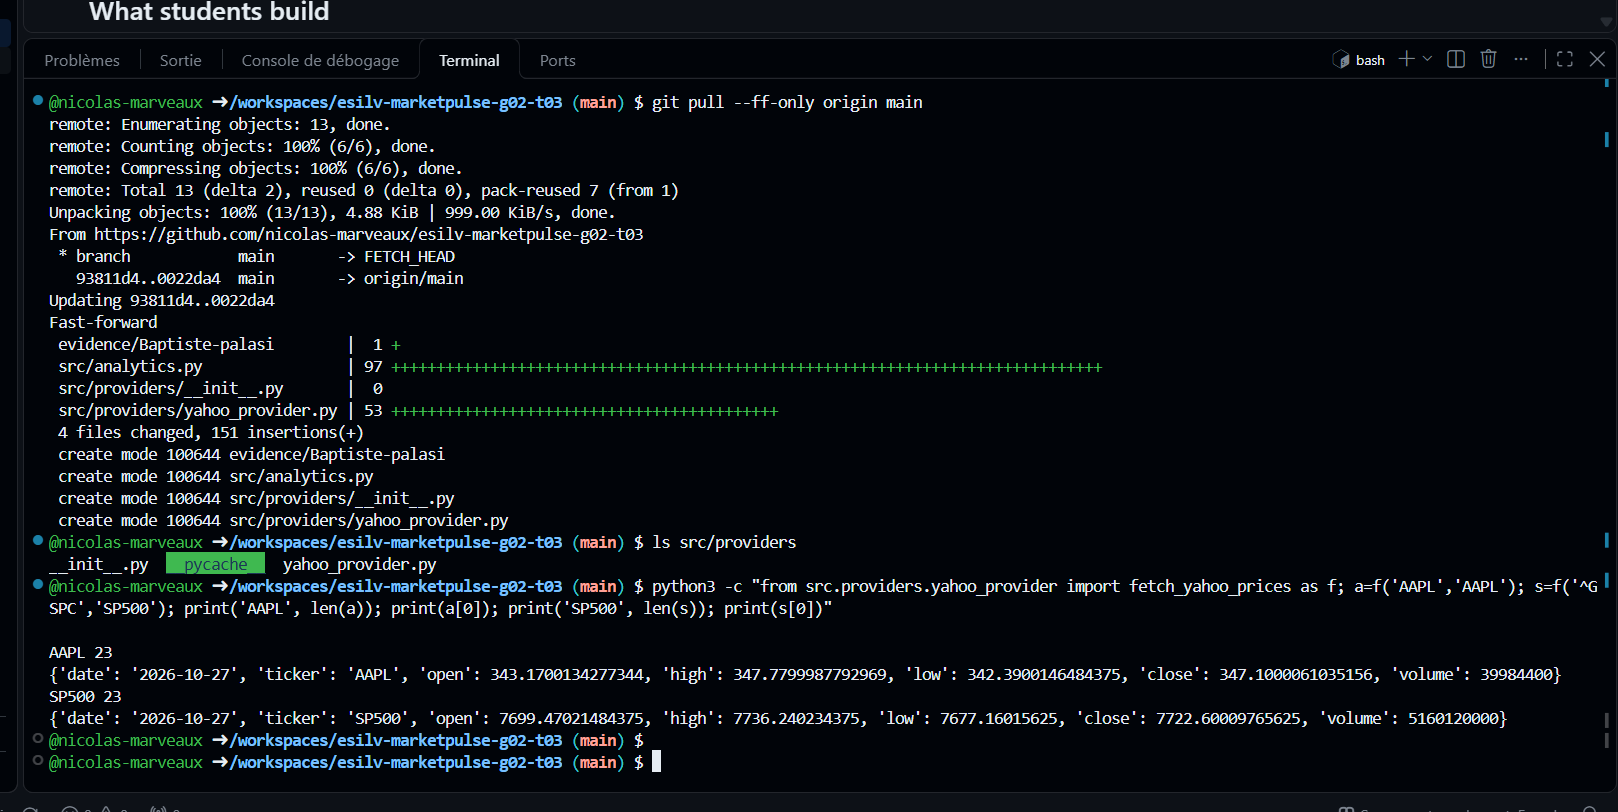 What students build
Problèmes Sortie Console de débogage Terminal Ports bash
@nicolas-marveaux ➜/workspaces/esilv-marketpulse-g02-t03 (main) $ git pull --ff-only origin main
remote: Enumerating objects: 13, done.
remote: Counting objects: 100% (6/6), done.
remote: Compressing objects: 100% (6/6), done.
remote: Total 13 (delta 2), reused 0 (delta 0), pack-reused 7 (from 1)
Unpacking objects: 100% (13/13), 4.88 KiB | 999.00 KiB/s, done.
From https://github.com/nicolas-marveaux/esilv-marketpulse-g02-t03
 * branch            main       -> FETCH_HEAD
   93811d4..0022da4  main       -> origin/main
Updating 93811d4..0022da4
Fast-forward
 evidence/Baptiste-palasi        |  1 +
 src/analytics.py                | 97 +++++++++++++++++++++++++++++++++++++++++++++++++++++++++++++++++++++++++++++++
 src/providers/__init__.py       |  0
 src/providers/yahoo_provider.py | 53 +++++++++++++++++++++++++++++++++++++++++++
 4 files changed, 151 insertions(+)
 create mode 100644 evidence/Baptiste-palasi
 create mode 100644 src/analytics.py
 create mode 100644 src/providers/__init__.py
 create mode 100644 src/providers/yahoo_provider.py
@nicolas-marveaux ➜/workspaces/esilv-marketpulse-g02-t03 (main) $ ls src/providers
__init__.py  pycache  yahoo_provider.py
@nicolas-marveaux ➜/workspaces/esilv-marketpulse-g02-t03 (main) $ python3 -c "from src.providers.yahoo_provider import fetch_yahoo_prices as f; a=f('AAPL','AAPL'); s=f('^G
SPC','SP500'); print('AAPL', len(a)); print(a[0]); print('SP500', len(s)); print(s[0])"
AAPL 23
{'date': '2026-10-27', 'ticker': 'AAPL', 'open': 343.1700134277344, 'high': 347.7799987792969, 'low': 342.3900146484375, 'close': 347.1000061035156, 'volume': 39984400}
SP500 23
{'date': '2026-10-27', 'ticker': 'SP500', 'open': 7699.47021484375, 'high': 7736.240234375, 'low': 7677.16015625, 'close': 7722.60009765625, 'volume': 5160120000}
@nicolas-marveaux ➜/workspaces/esilv-marketpulse-g02-t03 (main) $
@nicolas-marveaux ➜/workspaces/esilv-marketpulse-g02-t03 (main) $